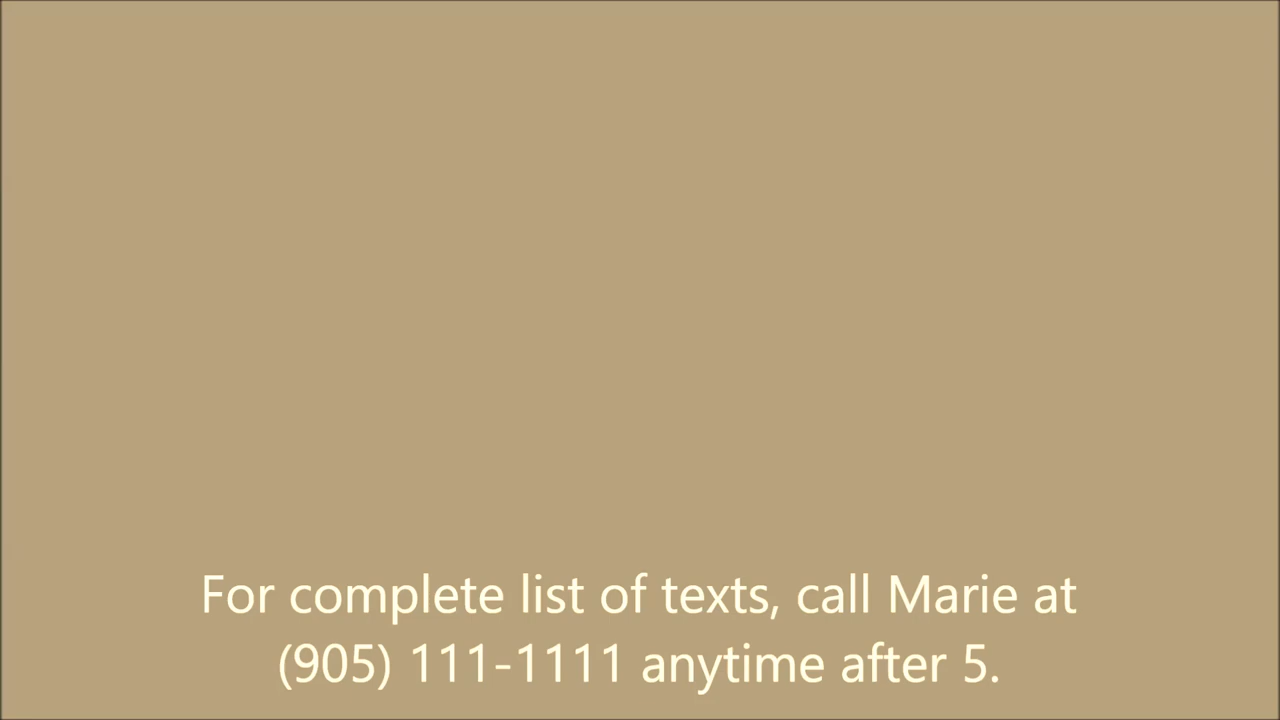 For complete list of texts, call Marie at
(905) 111-1111 anytime after 5.